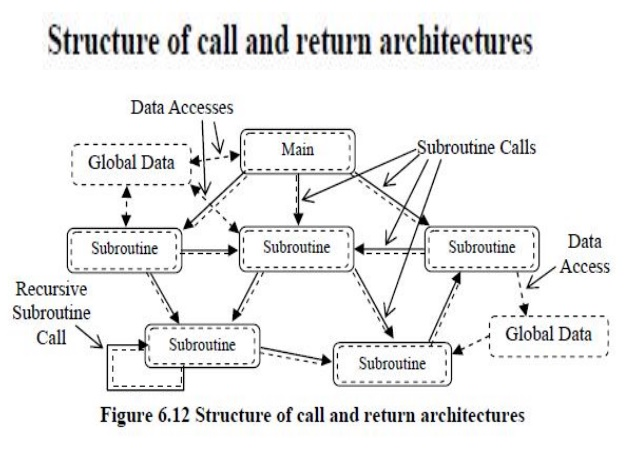 Structure of call and return architectures
Data Accesses
Global Data
Main
Subroutine Calls
Subroutine
Subroutine
Subroutine
Data
Access
Recursive
Subroutine
Call
Subroutine
Subroutine
Global Data
Figure 6.12 Structure of call and return architectures